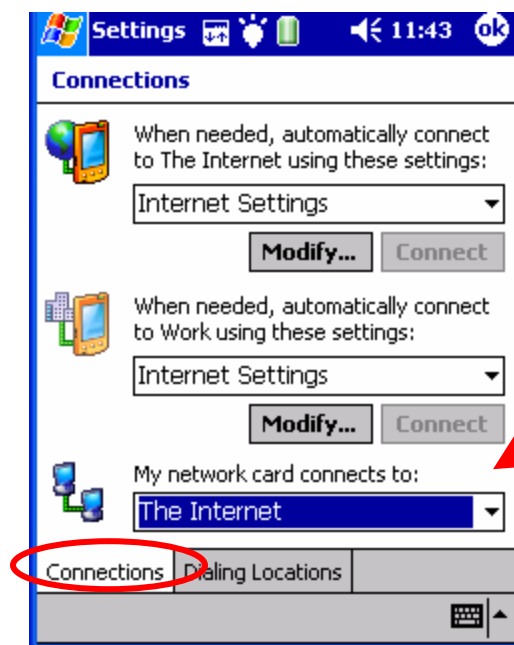 Settings 11:43 ok
Connections
When needed, automatically connect
to The Internet using these settings:
Internet Settings
Modify... Connect
When needed, automatically connect
to Work using these settings:
Internet Settings
Modify... Connect
My network card connects to:
The Internet
Connections Dialing Locations